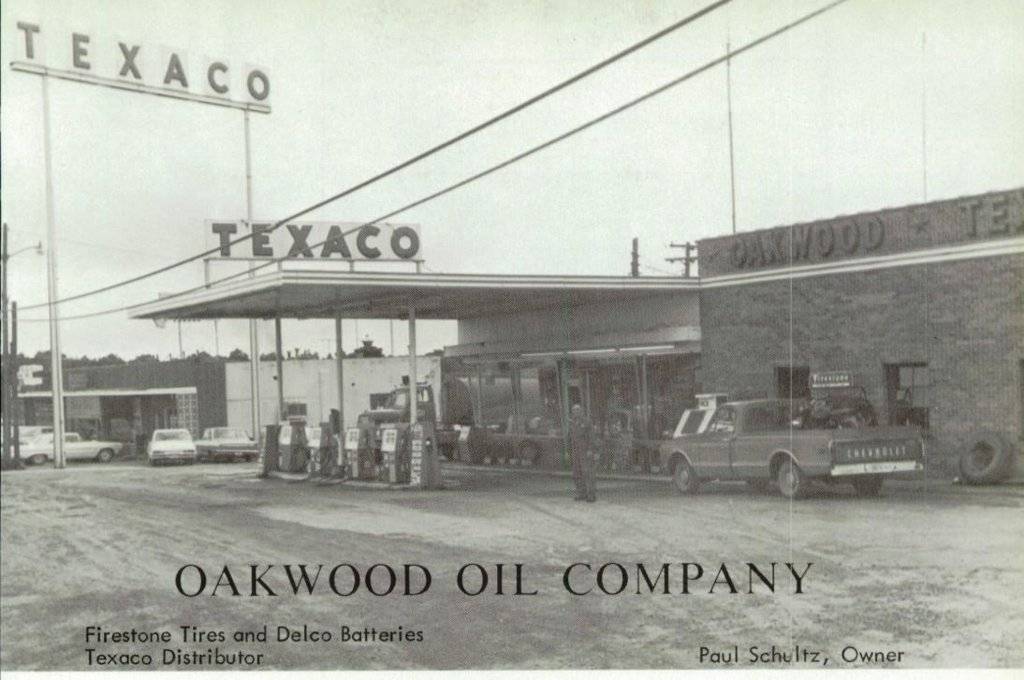 TEXACO
TEXACO
OAKWOOD ★ TE
Firestone
CHEVROLET
OAKWOOD OIL COMPANY
Firestone Tires and Delco Batteries
Texaco Distributor
Paul Schultz, Owner